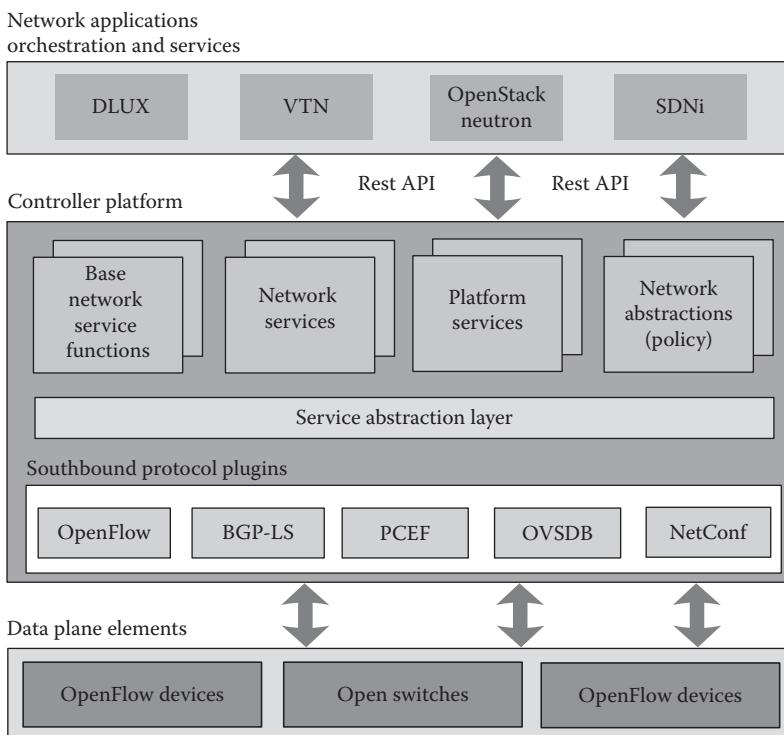 Network applications
orchestration and services
DLUX
VTN
OpenStack
neutron
SDNi
Rest API
Rest API
Controller platform
Base
network
service
functions
Network
services
Platform
services
Network
abstractions
(policy)
Service abstraction layer
Southbound protocol plugins
OpenFlow
BGP-LS
PCEF
OVSDB
NetConf
Data plane elements
OpenFlow devices
Open switches
OpenFlow devices